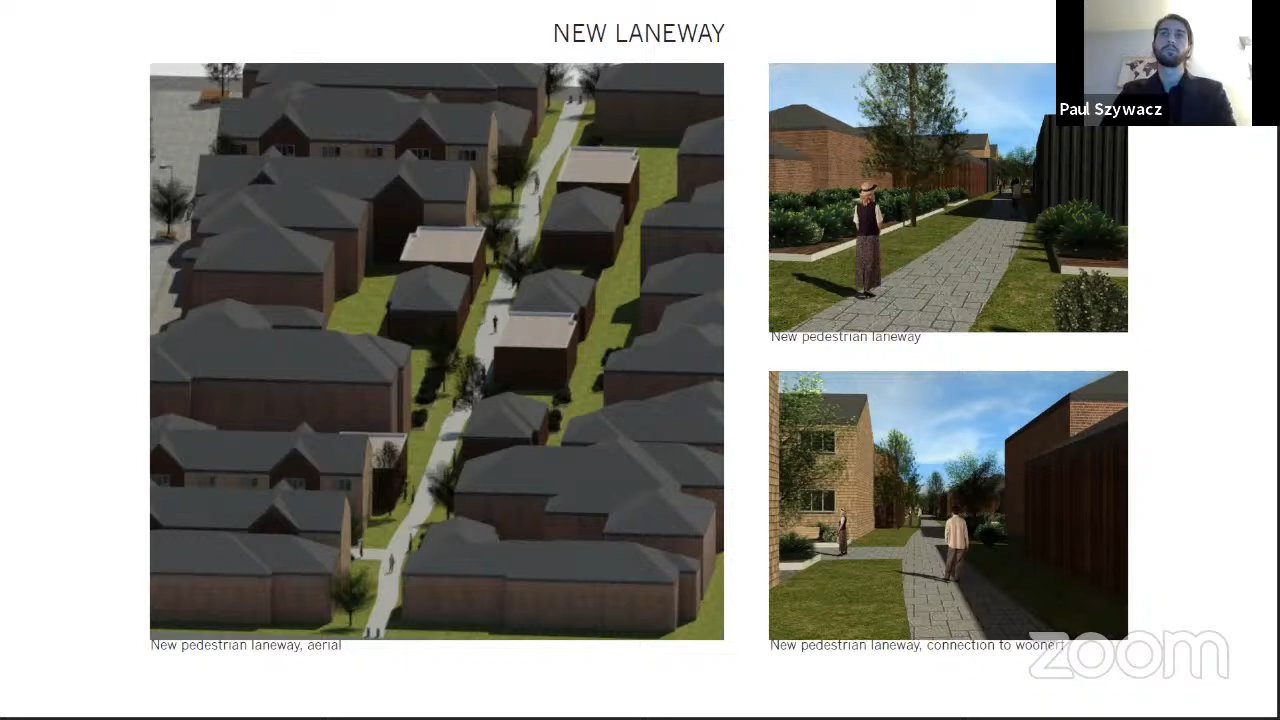 NEW LANEWAY
Paul Szywacz
New pedestrian laneway
New pedestrian laneway, aerial
New pedestrian laneway, connection to woonerf
zoom